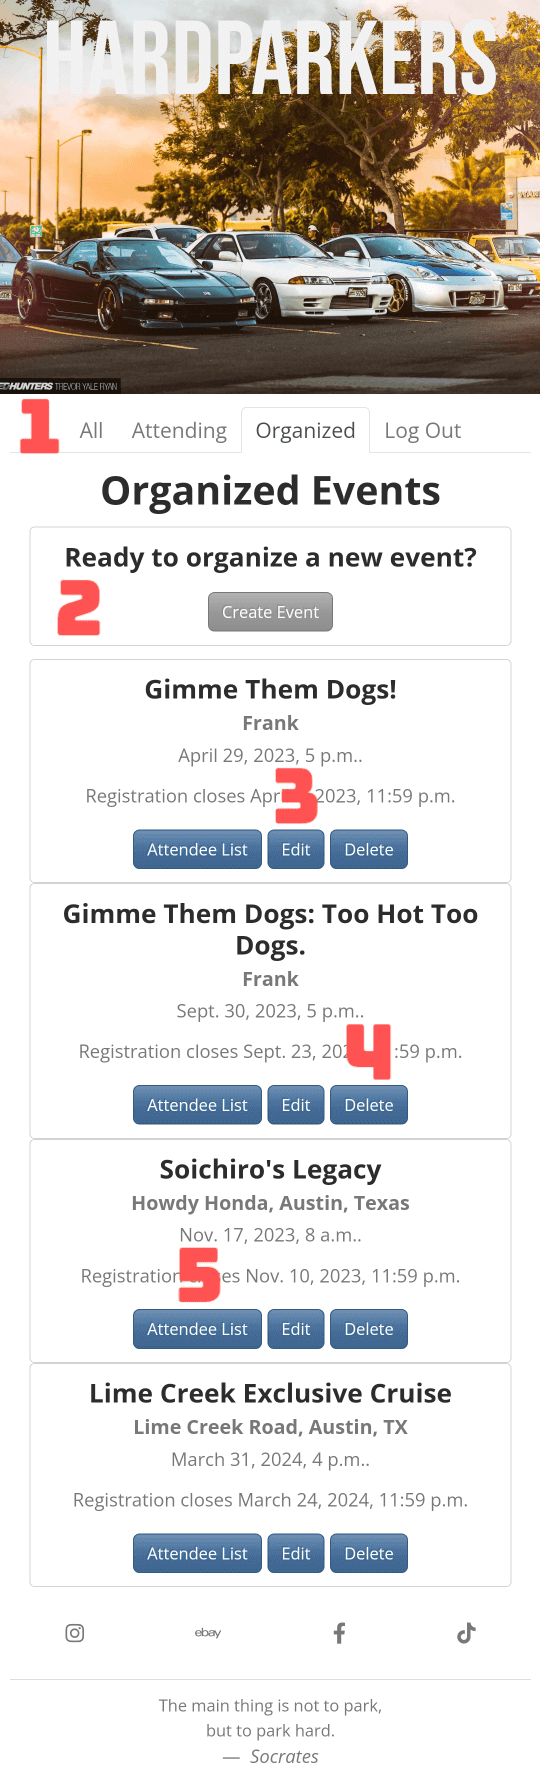 HARDPARKERS
HUNTERS TREVOR YALE RYAN
1
All Attending Organized Log Out
Organized Events
Ready to organize a new event?
2
Create Event
Gimme Them Dogs!
Frank
April 29, 2023, 5 p.m..
3
Registration closes Apr 2023, 11:59 p.m.
Attendee List Edit Delete
Gimme Them Dogs: Too Hot Too
Dogs.
Frank
Sept. 30, 2023, 5 p.m..
4
Registration closes Sept. 23, :59 p.m.
Attendee List Edit Delete
Soichiro's Legacy
Howdy Honda, Austin, Texas
Nov. 17, 2023, 8 a.m..
5
Registration es Nov. 10, 2023, 11:59 p.m.
Attendee List Edit Delete
Lime Creek Exclusive Cruise
Lime Creek Road, Austin, TX
March 31, 2024, 4 p.m..
Registration closes March 24, 2024, 11:59 p.m.
Attendee List Edit Delete
ebay
The main thing is not to park,
but to park hard.
— Socrates